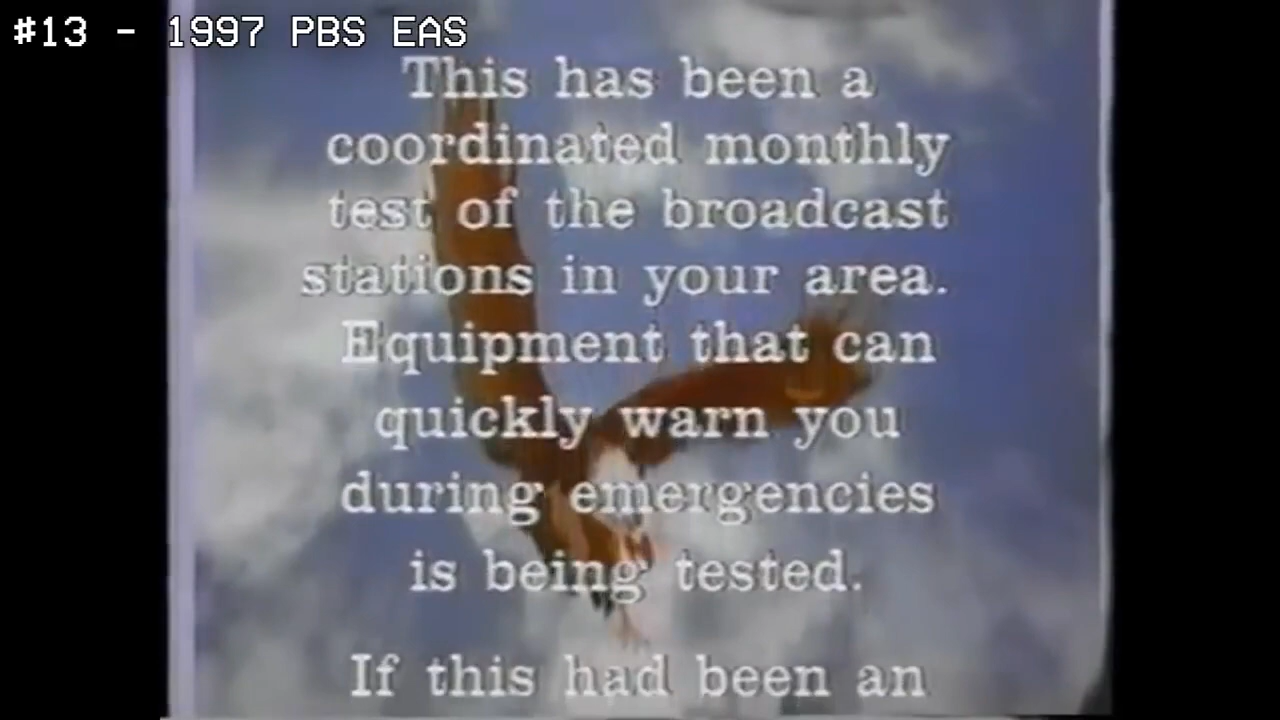 #13 - 1997 PBS EAS
This has been a
coordinated monthly
test of the broadcast
stations in your area.
Equipment that can
quickly warn you
during emergencies
is being tested.
If this had been an